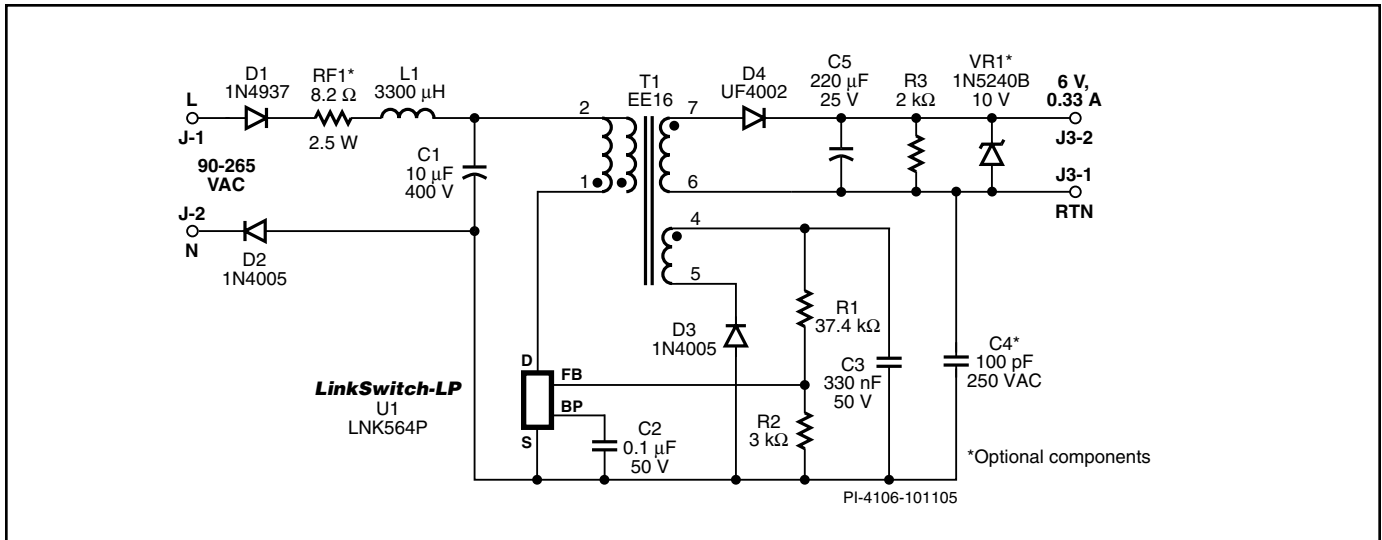 D1
1N4937
RF1*
8.2 Ω
2.5 W
L1
3300 μH
L
J-1
90-265
VAC
J-2
N
D2
1N4005
C1
10 μF
400 V
T1
EE16
2
1
7
6
4
5
D4
UF4002
C5
220 μF
25 V
R3
2 kΩ
VR1*
1N5240B
10 V
6 V,
0.33 A
J3-2
J3-1
RTN
D3
1N4005
R1
37.4 kΩ
C3
330 nF
50 V
R2
3 kΩ
C4*
100 pF
250 VAC
LinkSwitch-LP
U1
LNK564P
D
FB
BP
S
C2
0.1 μF
50 V
*Optional components
PI-4106-101105